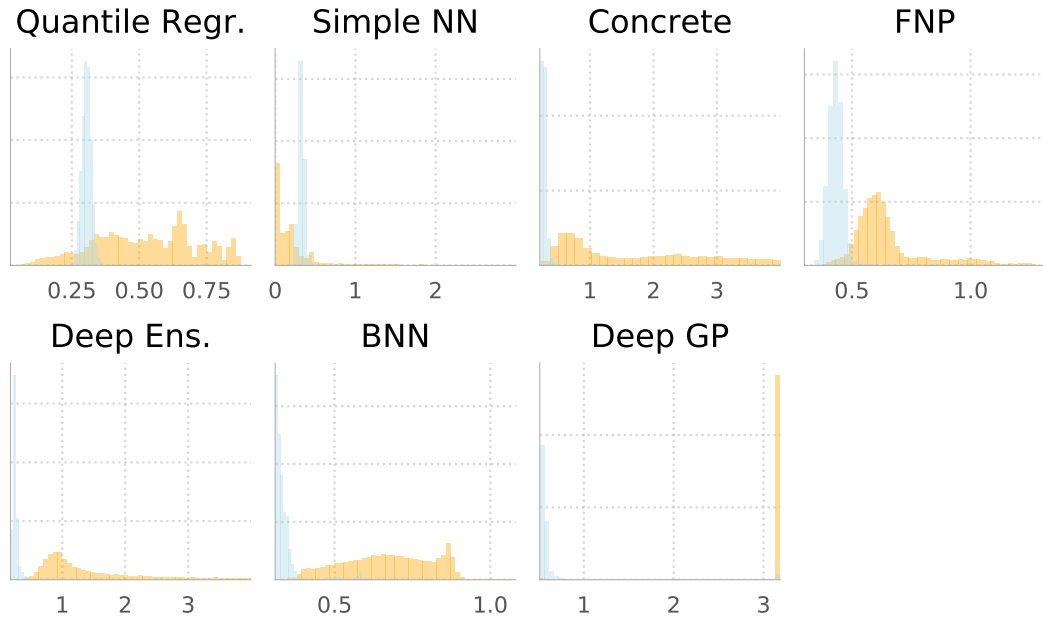 Quantile Regr. Simple NN Concrete FNP
0.25 0.50 0.75 0 1 2 1 2 3 0.5 1.0
Deep Ens. BNN Deep GP
1 2 3 0.5 1.0 1 2 3